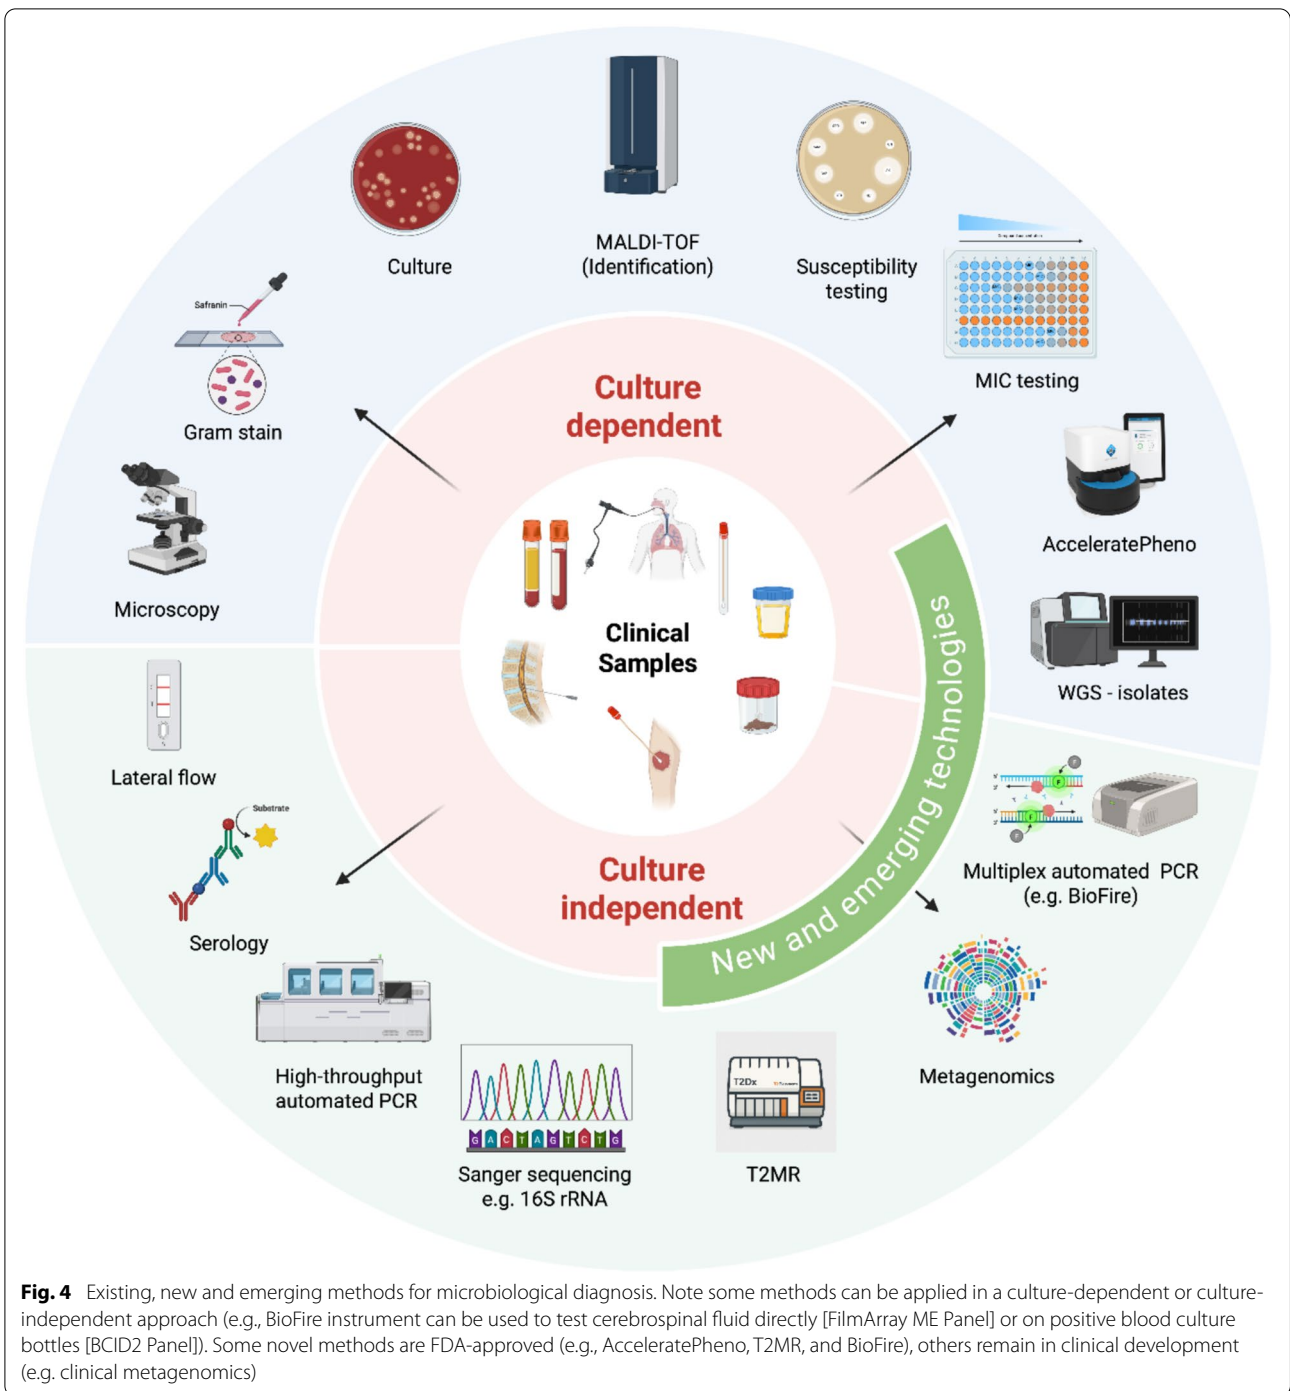 Culture
MALDI-TOF
(Identification)
Susceptibility
testing
MIC testing
Safranin
Gram stain
Microscopy
AcceleratePheno
WGS - isolates
Culture
dependent
Clinical
Samples
Culture
independent
New and emerging technologies
Lateral flow
Substrate
Serology
High-throughput
automated PCR
G A C T A G T C T G
Sanger sequencing
e.g. 16S rRNA
T2Dx
T2MR
F
F
F
F
Multiplex automated PCR
(e.g. BioFire)
Metagenomics
Fig. 4 Existing, new and emerging methods for microbiological diagnosis. Note some methods can be applied in a culture-dependent or culture-
independent approach (e.g., BioFire instrument can be used to test cerebrospinal fluid directly [FilmArray ME Panel] or on positive blood culture
bottles [BCID2 Panel]). Some novel methods are FDA-approved (e.g., AcceleratePheno, T2MR, and BioFire), others remain in clinical development
(e.g. clinical metagenomics)